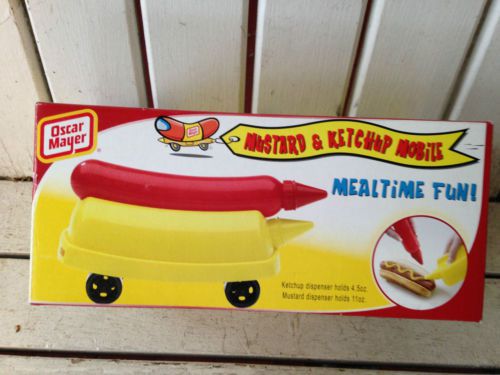 Oscar
Mayer
MUSTARD & KETCHUP MOBILE
MEALTIME FUN!
Ketchup dispenser holds 4.5oz.
Mustard dispenser holds 11oz.